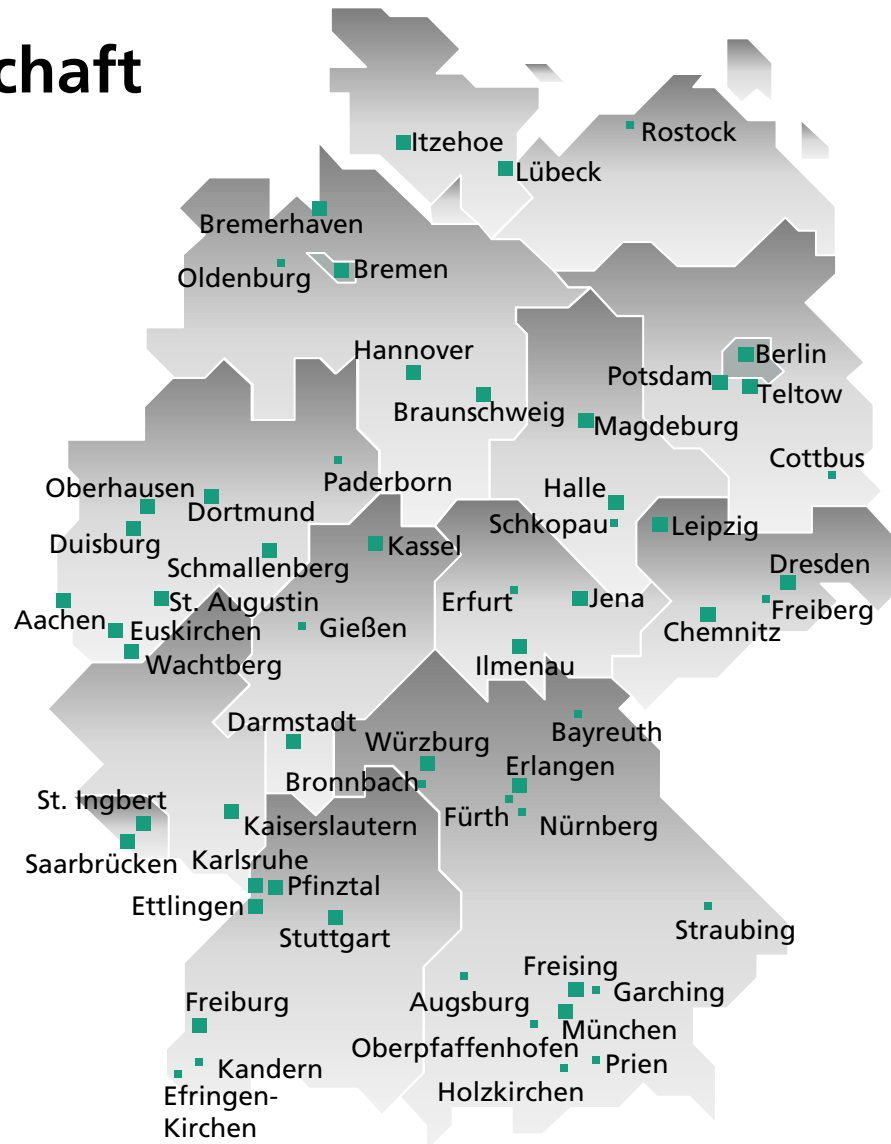 chaft
Rostock
Itzehoe
Lübeck
Bremerhaven
Oldenburg
Bremen
Hannover
Berlin
Potsdam
Teltow
Braunschweig
Magdeburg
Cottbus
Paderborn
Oberhausen
Halle
Dortmund
Schkopau
Leipzig
Duisburg
Kassel
Schmallenberg
Dresden
St. Augustin
Erfurt
Jena
Freiberg
Aachen
Euskirchen
Gießen
Chemnitz
Wachtberg
Ilmenau
Darmstadt
Bayreuth
Würzburg
Erlangen
Bronnbach
St. Ingbert
Fürth
Nürnberg
Kaiserslautern
Saarbrücken
Karlsruhe
Pfinztal
Ettlingen
Stuttgart
Straubing
Freising
Garching
Freiburg
Augsburg
München
Oberpfaffenhofen
Prien
Kandern
Holzkirchen
Efringen-
Kirchen